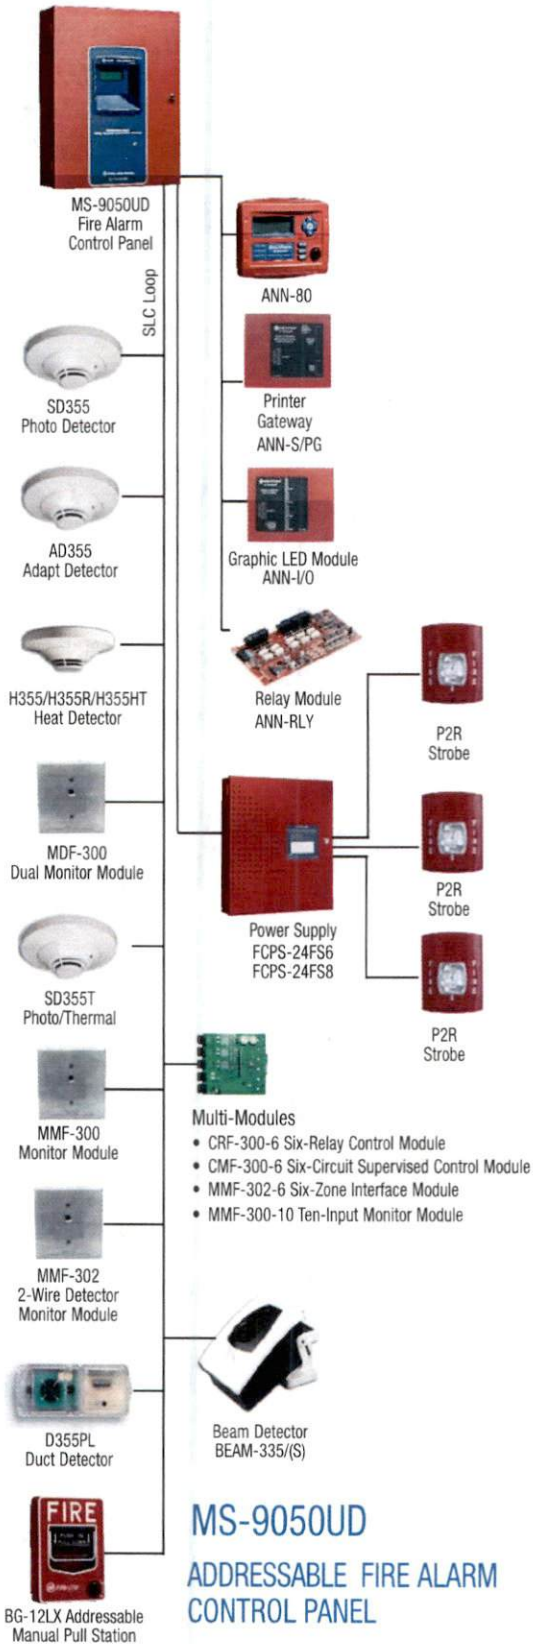 MS-9050UD
Fire Alarm
Control Panel
SLC Loop
ANN-80
SD355
Photo Detector
Printer
Gateway
ANN-S/PG
AD355
Adapt Detector
Graphic LED Module
ANN-I/O
H355/H355R/H355HT
Heat Detector
Relay Module
ANN-RLY
FIRE
FIRE
P2R
Strobe
MDF-300
Dual Monitor Module
FIRE
FIRE
P2R
Strobe
Power Supply
FCPS-24FS6
FCPS-24FS8
SD355T
Photo/Thermal
FIRE
FIRE
P2R
Strobe
MMF-300
Monitor Module
Multi-Modules
• CRF-300-6 Six-Relay Control Module
• CMF-300-6 Six-Circuit Supervised Control Module
• MMF-302-6 Six-Zone Interface Module
• MMF-300-10 Ten-Input Monitor Module
MMF-302
2-Wire Detector
Monitor Module
D355PL
Duct Detector
Beam Detector
BEAM-335/(S)
FIRE
BG-12LX Addressable
Manual Pull Station
MS-9050UD
ADDRESSABLE FIRE ALARM
CONTROL PANEL